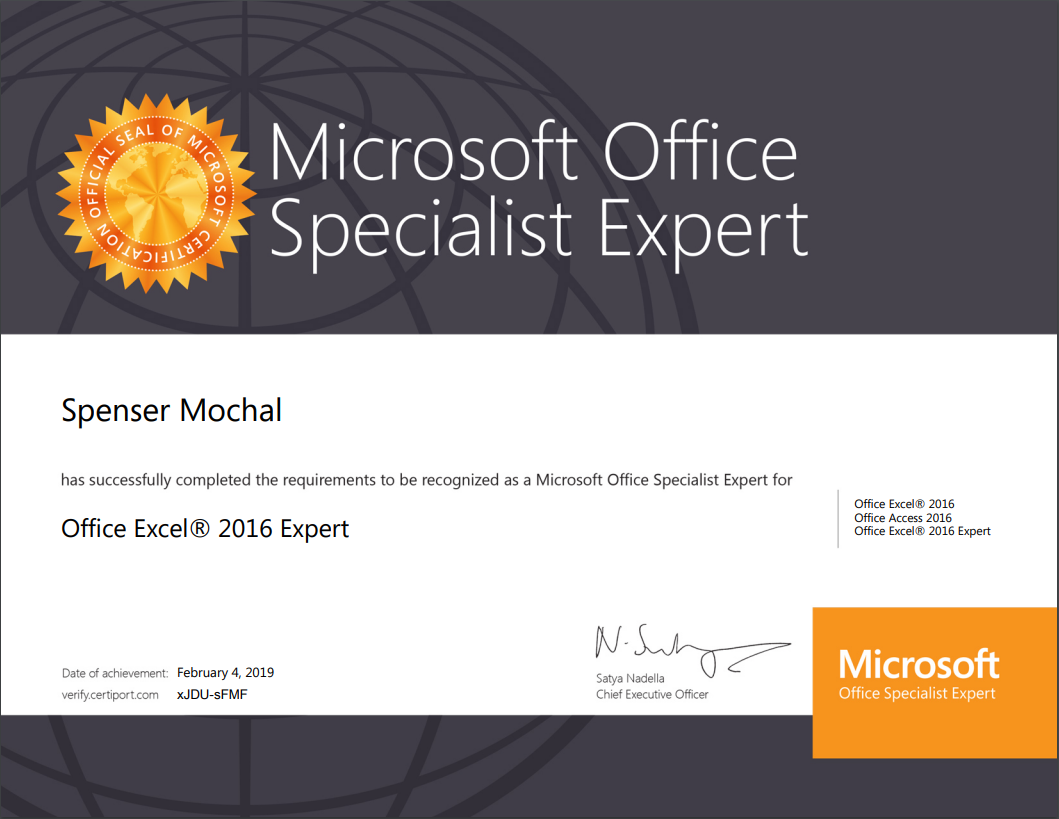 OFFICIAL SEAL OF MICROSOFT CERTIFICATION
Microsoft Office
Specialist Expert
Spenser Mochal
has successfully completed the requirements to be recognized as a Microsoft Office Specialist Expert for
Office Excel® 2016 Expert
Office Excel® 2016
Office Access 2016
Office Excel® 2016 Expert
Date of achievement: February 4, 2019
verify.certiport.com xJDU-sFMF
Satya Nadella
Chief Executive Officer
Microsoft
Office Specialist Expert